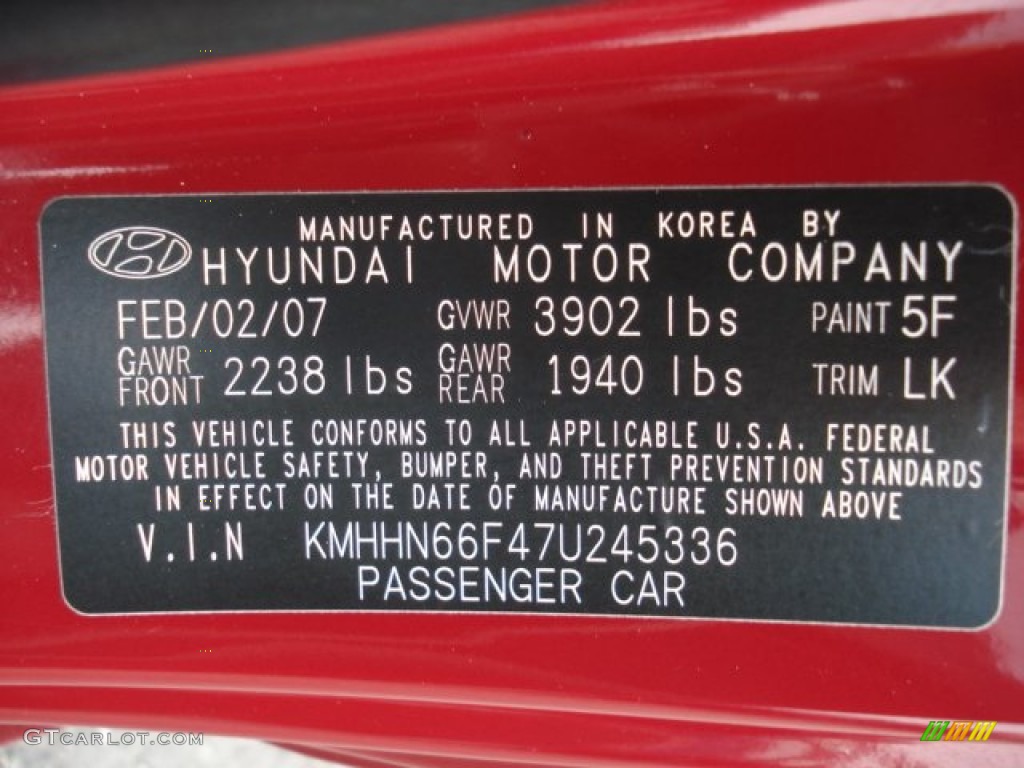 MANUFACTURED IN KOREA BY
HYUNDAI MOTOR COMPANY
FEB/02/07 GVWR 3902 lbs PAINT 5F
GAWR FRONT 2238 lbs GAWR REAR 1940 lbs TRIM LK
THIS VEHICLE CONFORMS TO ALL APPLICABLE U.S.A. FEDERAL
MOTOR VEHICLE SAFETY, BUMPER, AND THEFT PREVENTION STANDARDS
IN EFFECT ON THE DATE OF MANUFACTURE SHOWN ABOVE
V.I.N KMHHN66F47U245336
PASSENGER CAR
GTCARLOT.COM